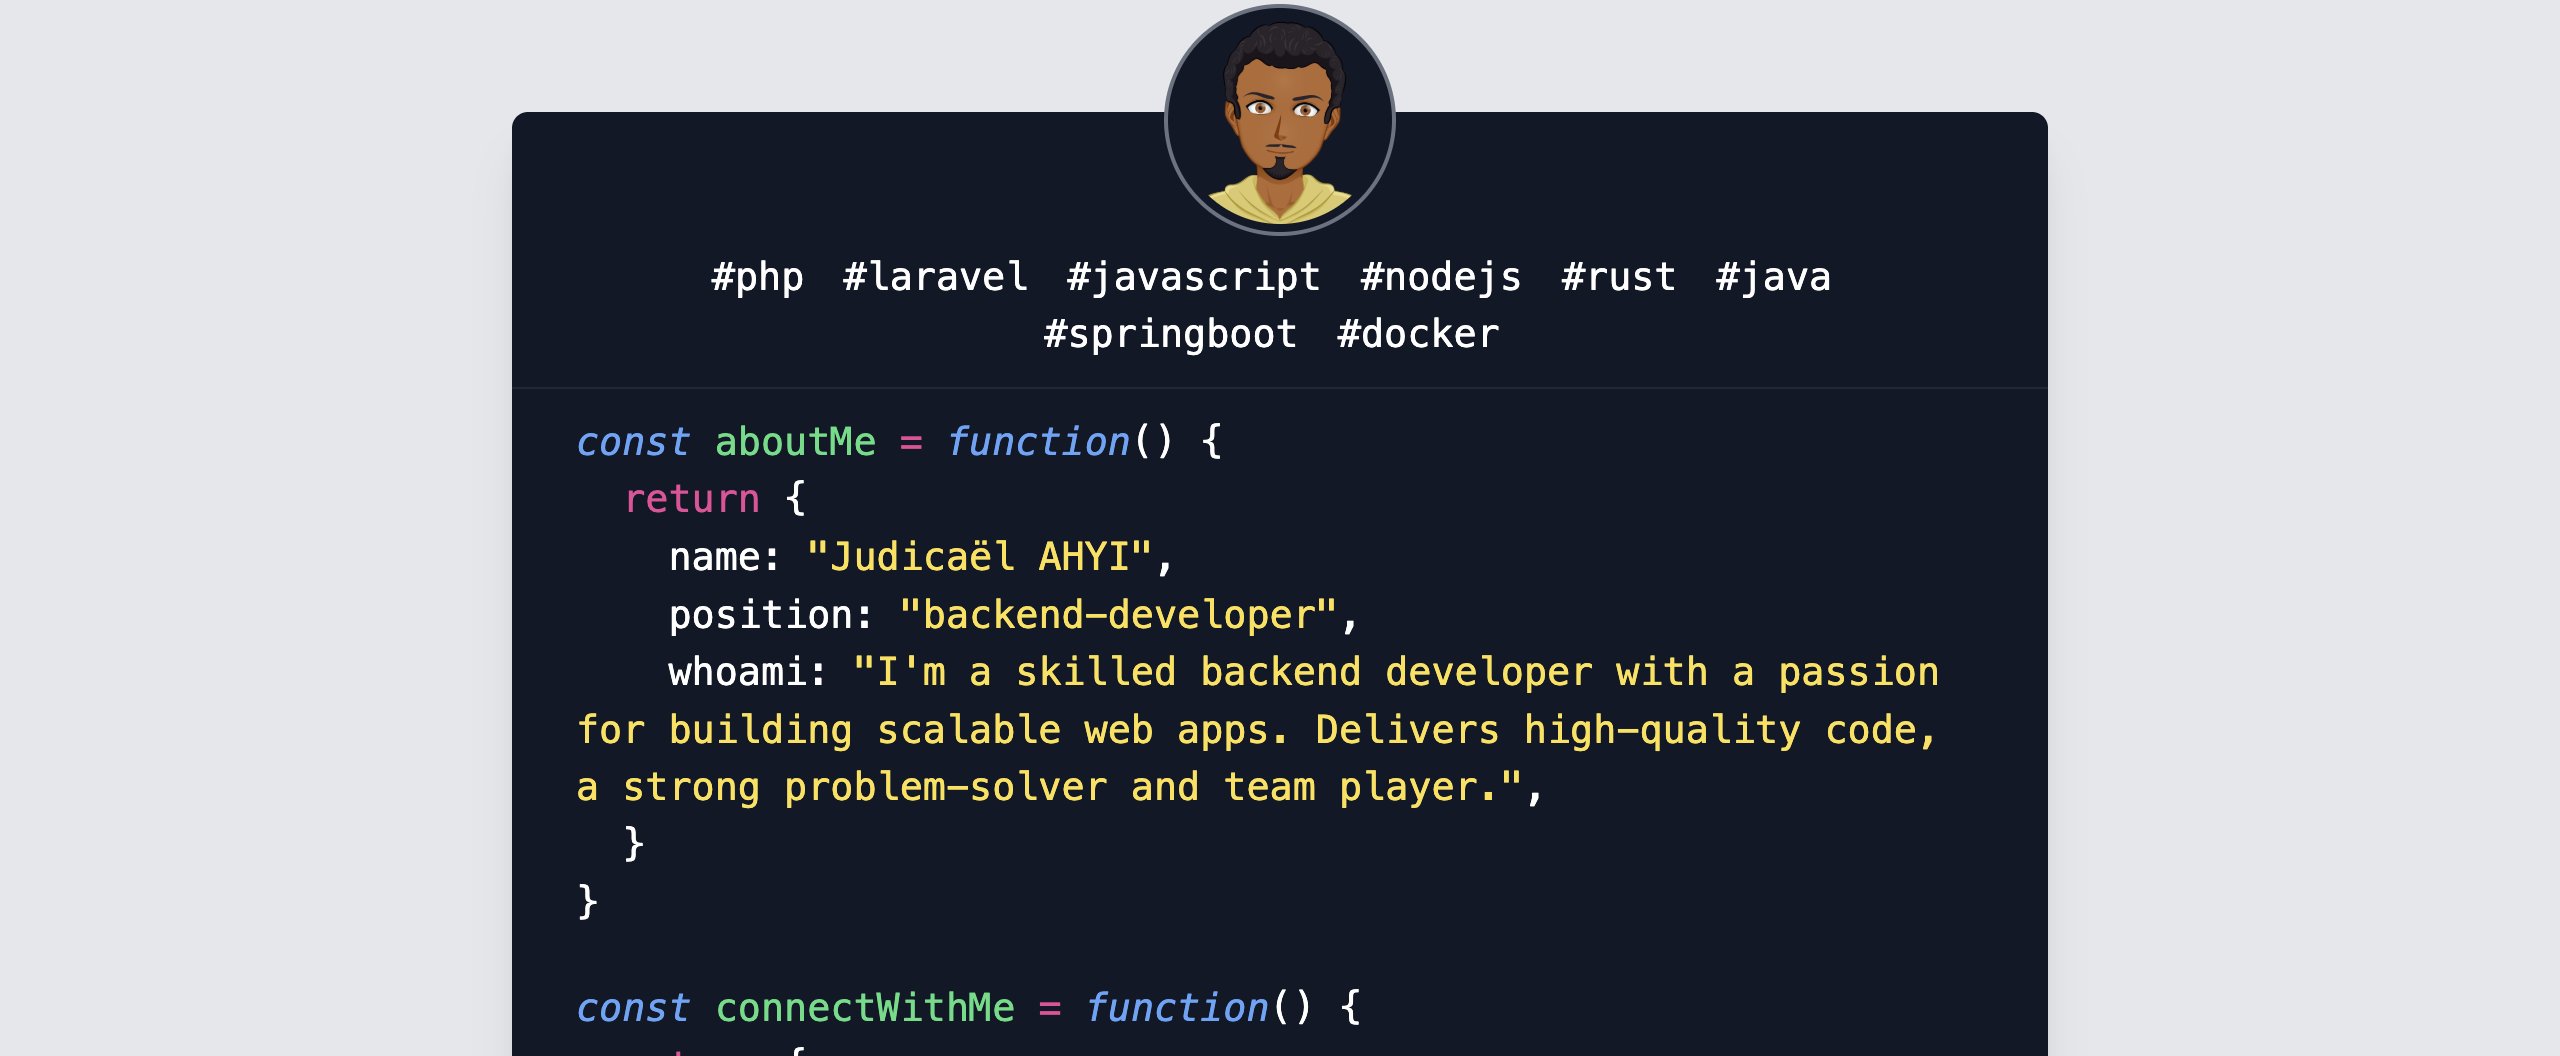 #php #laravel #javascript #nodejs #rust #java
#springboot #docker
const aboutMe = function() {
  return {
    name: "Judicaël AHYI",
    position: "backend-developer",
    whoami: "I'm a skilled backend developer with a passion
for building scalable web apps. Delivers high-quality code,
a strong problem-solver and team player.",
  }
}
const connectWithMe = function() {
{